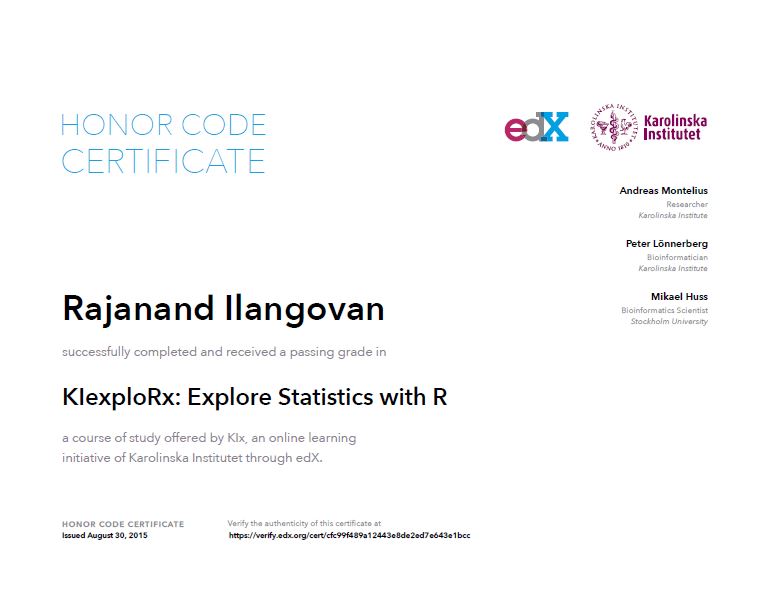 HONOR CODE
CERTIFICATE
edX
KAROLINSKA INSTITUTET
ANNO 1810
Karolinska
Institutet
Andreas Montelius
Researcher
Karolinska Institute
Peter Lönnerberg
Bioinformatician
Karolinska Institute
Mikael Huss
Bioinformatics Scientist
Stockholm University
Rajanand Ilangovan
successfully completed and received a passing grade in
KIexploRx: Explore Statistics with R
a course of study offered by KIx, an online learning
initiative of Karolinska Institutet through edX.
HONOR CODE CERTIFICATE
Issued August 30, 2015
Verify the authenticity of this certificate at
https://verify.edx.org/cert/cfc99f489a12443e8de2ed7e643e1bcc